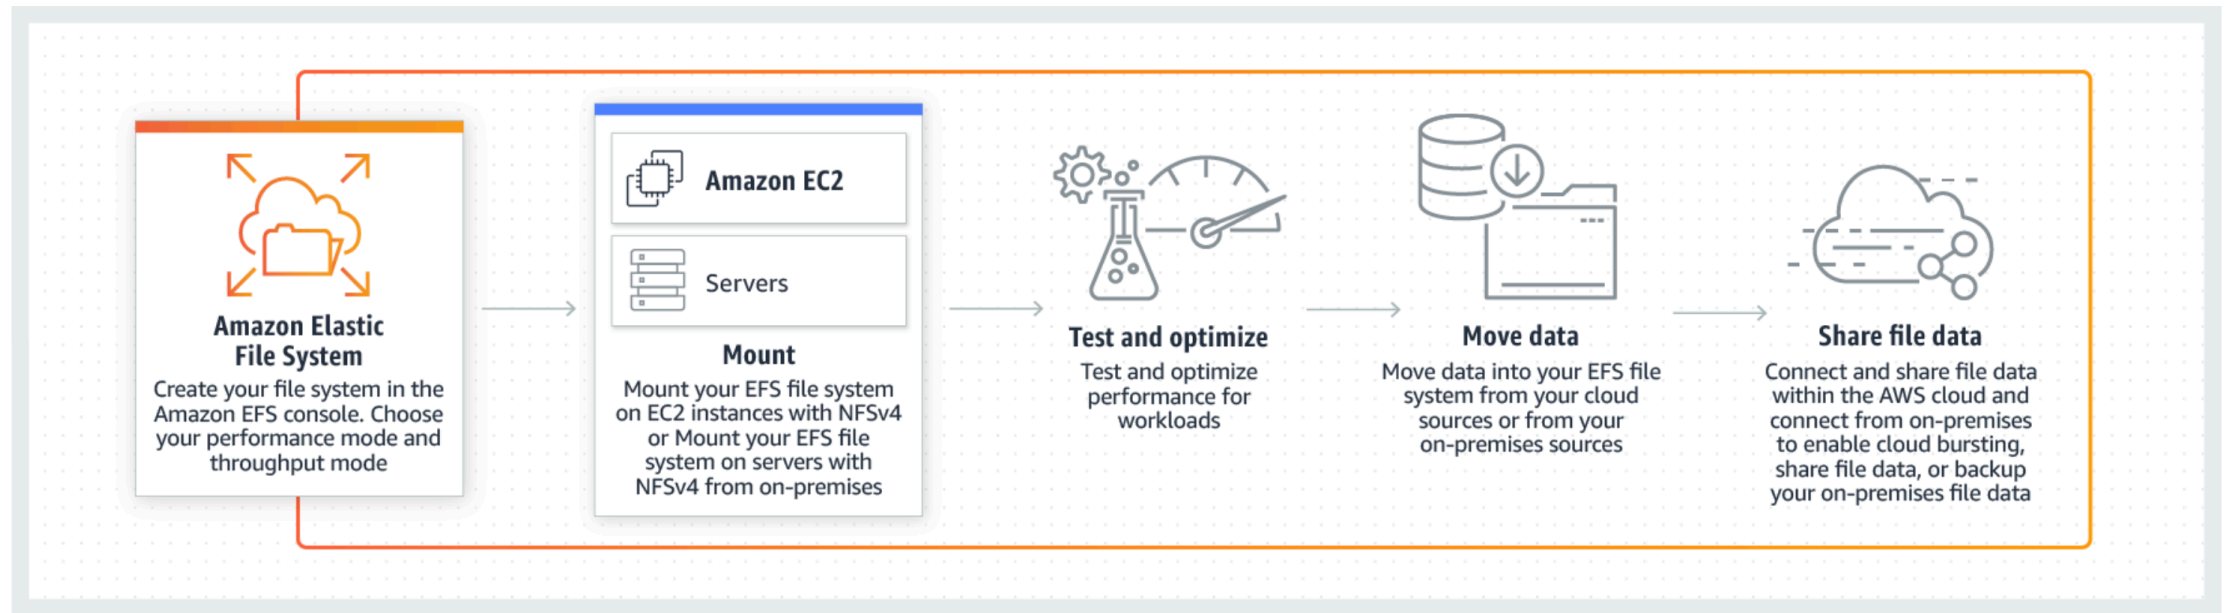 Amazon Elastic
File System
Create your file system in the
Amazon EFS console. Choose
your performance mode and
throughput mode
Amazon EC2
Servers
Mount
Mount your EFS file system
on EC2 instances with NFSv4
or Mount your EFS file
system on servers with
NFSv4 from on-premises
Test and optimize
Test and optimize
performance for
workloads
Move data
Move data into your EFS file
system from your cloud
sources or from your
on-premises sources
Share file data
Connect and share file data
within the AWS cloud and
connect from on-premises
to enable cloud bursting,
share file data, or backup
your on-premises file data